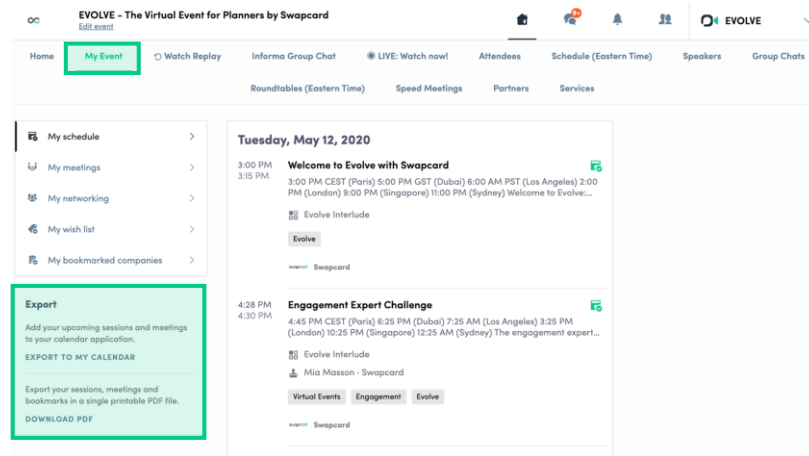 EVOLVE - The Virtual Event for Planners by Swapcard
Edit event
9+
EVOLVE
Home
My Event
Watch Replay
Informa Group Chat
LIVE: Watch now!
Attendees
Schedule (Eastern Time)
Speakers
Group Chats
Roundtables (Eastern Time)
Speed Meetings
Partners
Services
My schedule
My meetings
My networking
My wish list
My bookmarked companies
Export
Add your upcoming sessions and meetings
to your calendar application.
EXPORT TO MY CALENDAR
Export your sessions, meetings and
bookmarks in a single printable PDF file.
DOWNLOAD PDF
Tuesday, May 12, 2020
3:00 PM
3:15 PM
Welcome to Evolve with Swapcard
3:00 PM CEST (Paris) 5:00 PM GST (Dubai) 6:00 AM PST (Los Angeles) 2:00
PM (London) 9:00 PM (Singapore) 11:00 PM (Sydney) Welcome to Evolve:...
Evolve Interlude
Evolve
swapcard Swapcard
4:28 PM
4:30 PM
Engagement Expert Challenge
4:45 PM CEST (Paris) 6:25 PM (Dubai) 7:25 AM (Los Angeles) 3:25 PM
(London) 10:25 PM (Singapore) 12:25 AM (Sydney) The engagement expert...
Evolve Interlude
Mia Masson - Swapcard
Virtual Events
Engagement
Evolve
swapcard Swapcard